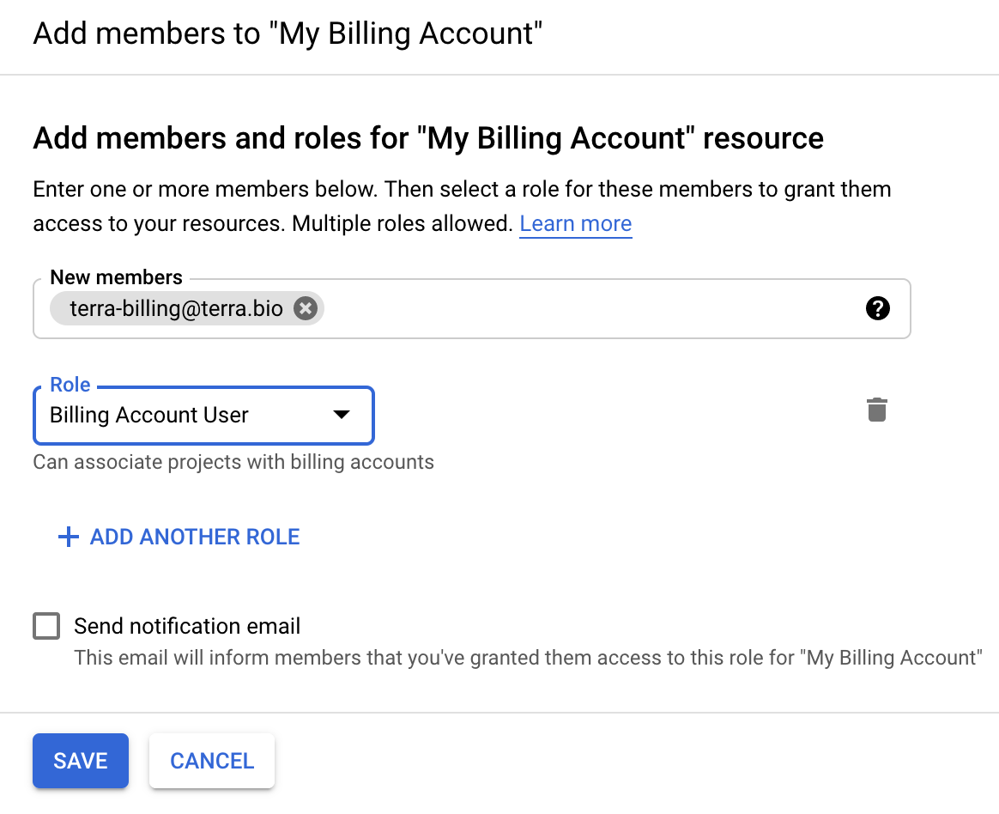 Add members to "My Billing Account"
Add members and roles for "My Billing Account" resource
Enter one or more members below. Then select a role for these members to grant them
access to your resources. Multiple roles allowed. Learn more
New members
terra-billing@terra.bio
Role
Billing Account User
Can associate projects with billing accounts
ADD ANOTHER ROLE
Send notification email
This email will inform members that you've granted them access to this role for "My Billing Account"
SAVE CANCEL